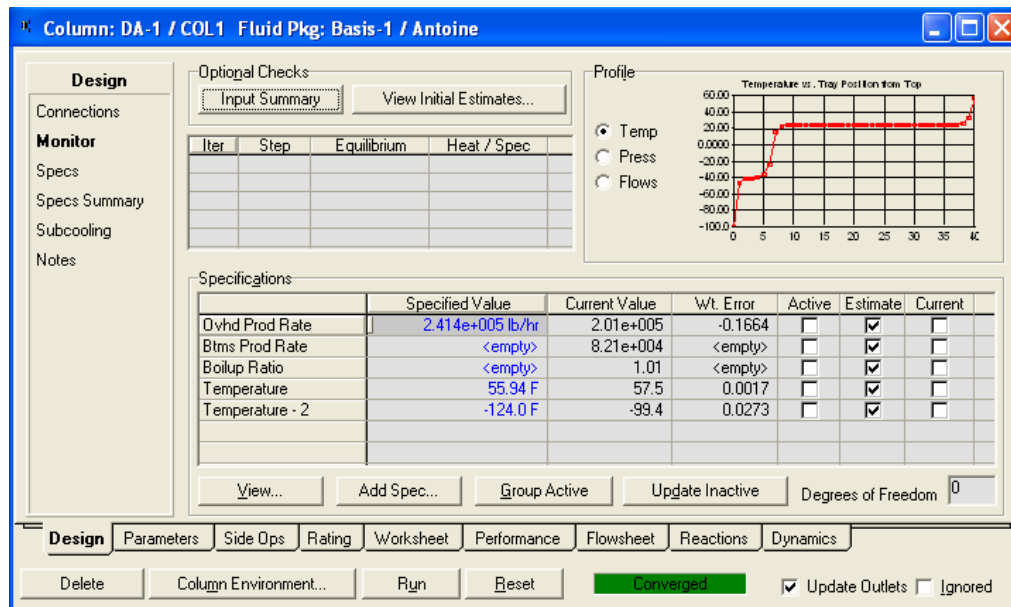 Column: DA-1 / COL1 Fluid Pkg: Basis-1 / Antoine
Design
Connections
Monitor
Specs
Specs Summary
Subcooling
Notes
Optional Checks
Input Summary
View Initial Estimates...
Iter Step Equilibrium Heat / Spec
Profile
Temp
Press
Flows
Temperature vs. Tray Position from Top
60.00
40.00
20.00
0.0000
-20.00
-40.00
-60.00
-80.00
-100.0
0 5 10 15 20 25 30 35 40
Specifications
Specified Value Current Value Wt. Error Active Estimate Current
Ovhd Prod Rate 2.414e+005 lb/hr 2.01e+005 -0.1664
Btms Prod Rate <empty> 8.21e+004 <empty>
Boilup Ratio <empty> 1.01 <empty>
Temperature 55.94 F 57.5 0.0017
Temperature - 2 -124.0 F -99.4 0.0273
View... Add Spec... Group Active Update Inactive Degrees of Freedom 0
Design Parameters Side Ops Rating Worksheet Performance Flowsheet Reactions Dynamics
Delete Column Environment... Run Reset Converged Update Outlets Ignored